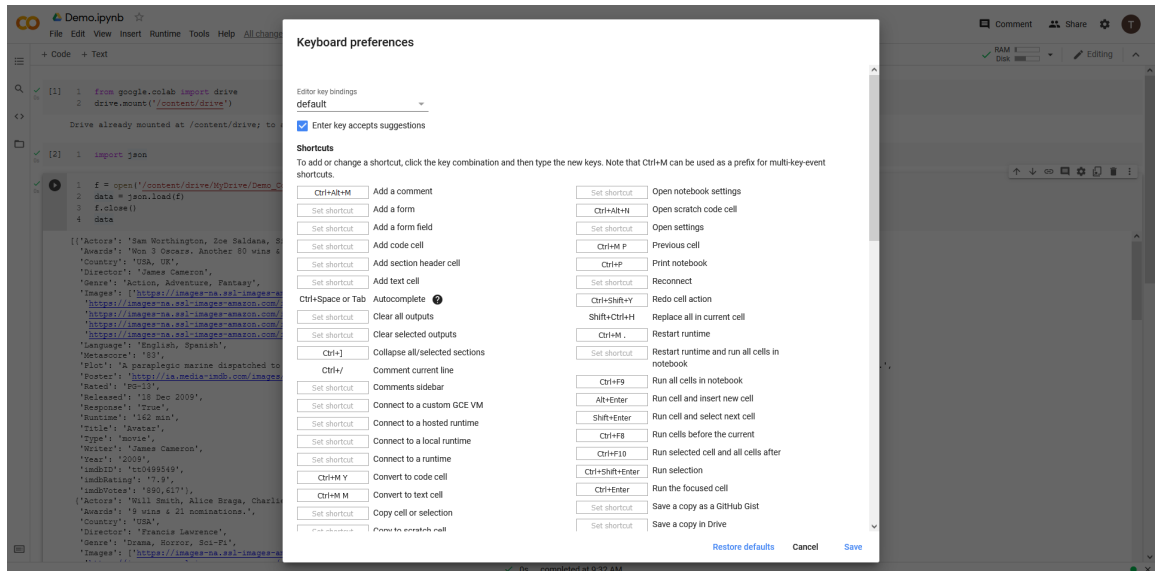 Demo.ipynb
File Edit View Insert Runtime Tools Help All change
Comment Share T
+ Code + Text
RAM
Disk
Editing
[1] 1 from google.colab import drive
2 drive.mount('/content/drive')
Drive already mounted at /content/drive; to
[2] 1 import json
1 f = open('/content/drive/MyDrive/Demo_C
2 data = json.load(f)
3 f.close()
4 data
[{'Actors': 'Sam Worthington, Zoe Saldana,
'Awards': 'Won 3 Oscars. Another 80 wins &
'Country': 'USA, UK',
'Director': 'James Cameron',
'Genre': 'Action, Adventure, Fantasy',
'Images': ['https://images-na.ssl-images-am
'https://images-na.ssl-images-amazon.com/
'https://images-na.ssl-images-amazon.com/
'https://images-na.ssl-images-amazon.com/
'https://images-na.ssl-images-amazon.com/
'Language': 'English, Spanish',
'Metascore': '83',
'Plot': 'A paraplegic marine dispatched to
'Poster': 'http://ia.media-imdb.com/images
'Rated': 'PG-13',
'Released': '18 Dec 2009',
'Response': 'True',
'Runtime': '162 min',
'Title': 'Avatar',
'Type': 'movie',
'Writer': 'James Cameron',
'Year': '2009',
'imdbID': 'tt0499549',
'imdbRating': '7.9',
'imdbVotes': '890,617'},
{'Actors': 'Will Smith, Alice Braga, Charlie
'Awards': '9 wins & 21 nominations.',
'Country': 'USA',
'Director': 'Francis Lawrence',
'Genre': 'Drama, Horror, Sci-Fi',
'Images': ['https://images-na.ssl-images-am
0s completed at 9:32 AM
Keyboard preferences
Editor key bindings
default
Enter key accepts suggestions
Shortcuts
To add or change a shortcut, click the key combination and then type the new keys. Note that Ctrl+M can be used as a prefix for multi-key-event
shortcuts.
Ctrl+Alt+M Add a comment
Set shortcut Add a form
Set shortcut Add a form field
Set shortcut Add code cell
Set shortcut Add section header cell
Set shortcut Add text cell
Ctrl+Space or Tab Autocomplete ?
Set shortcut Clear all outputs
Set shortcut Clear selected outputs
Ctrl+] Collapse all/selected sections
Ctrl+/ Comment current line
Set shortcut Comments sidebar
Set shortcut Connect to a custom GCE VM
Set shortcut Connect to a hosted runtime
Set shortcut Connect to a local runtime
Set shortcut Connect to a runtime
Ctrl+M Y Convert to code cell
Ctrl+M M Convert to text cell
Set shortcut Copy cell or selection
Set shortcut Copy to scratch cell
Set shortcut Open notebook settings
Ctrl+Alt+N Open scratch code cell
Set shortcut Open settings
Ctrl+M P Previous cell
Ctrl+P Print notebook
Set shortcut Reconnect
Ctrl+Shift+Y Redo cell action
Shift+Ctrl+H Replace all in current cell
Ctrl+M . Restart runtime
Set shortcut Restart runtime and run all cells in
notebook
Ctrl+F9 Run all cells in notebook
Alt+Enter Run cell and insert new cell
Shift+Enter Run cell and select next cell
Ctrl+F8 Run cells before the current
Ctrl+F10 Run selected cell and all cells after
Ctrl+Shift+Enter Run selection
Ctrl+Enter Run the focused cell
Set shortcut Save a copy as a GitHub Gist
Set shortcut Save a copy in Drive
Restore defaults Cancel Save